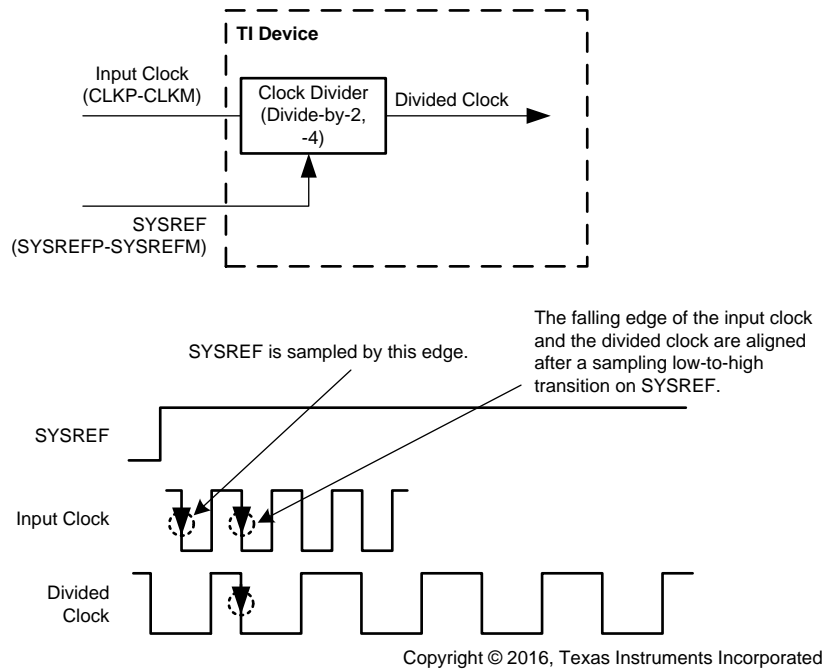 TI Device
Input Clock
(CLKP-CLKM)
Clock Divider
(Divide-by-2,
-4)
Divided Clock
SYSREF
(SYSREFP-SYSREFM)
The falling edge of the input clock
and the divided clock are aligned
after a sampling low-to-high
transition on SYSREF.
SYSREF is sampled by this edge.
SYSREF
Input Clock
Divided
Clock
Copyright © 2016, Texas Instruments Incorporated